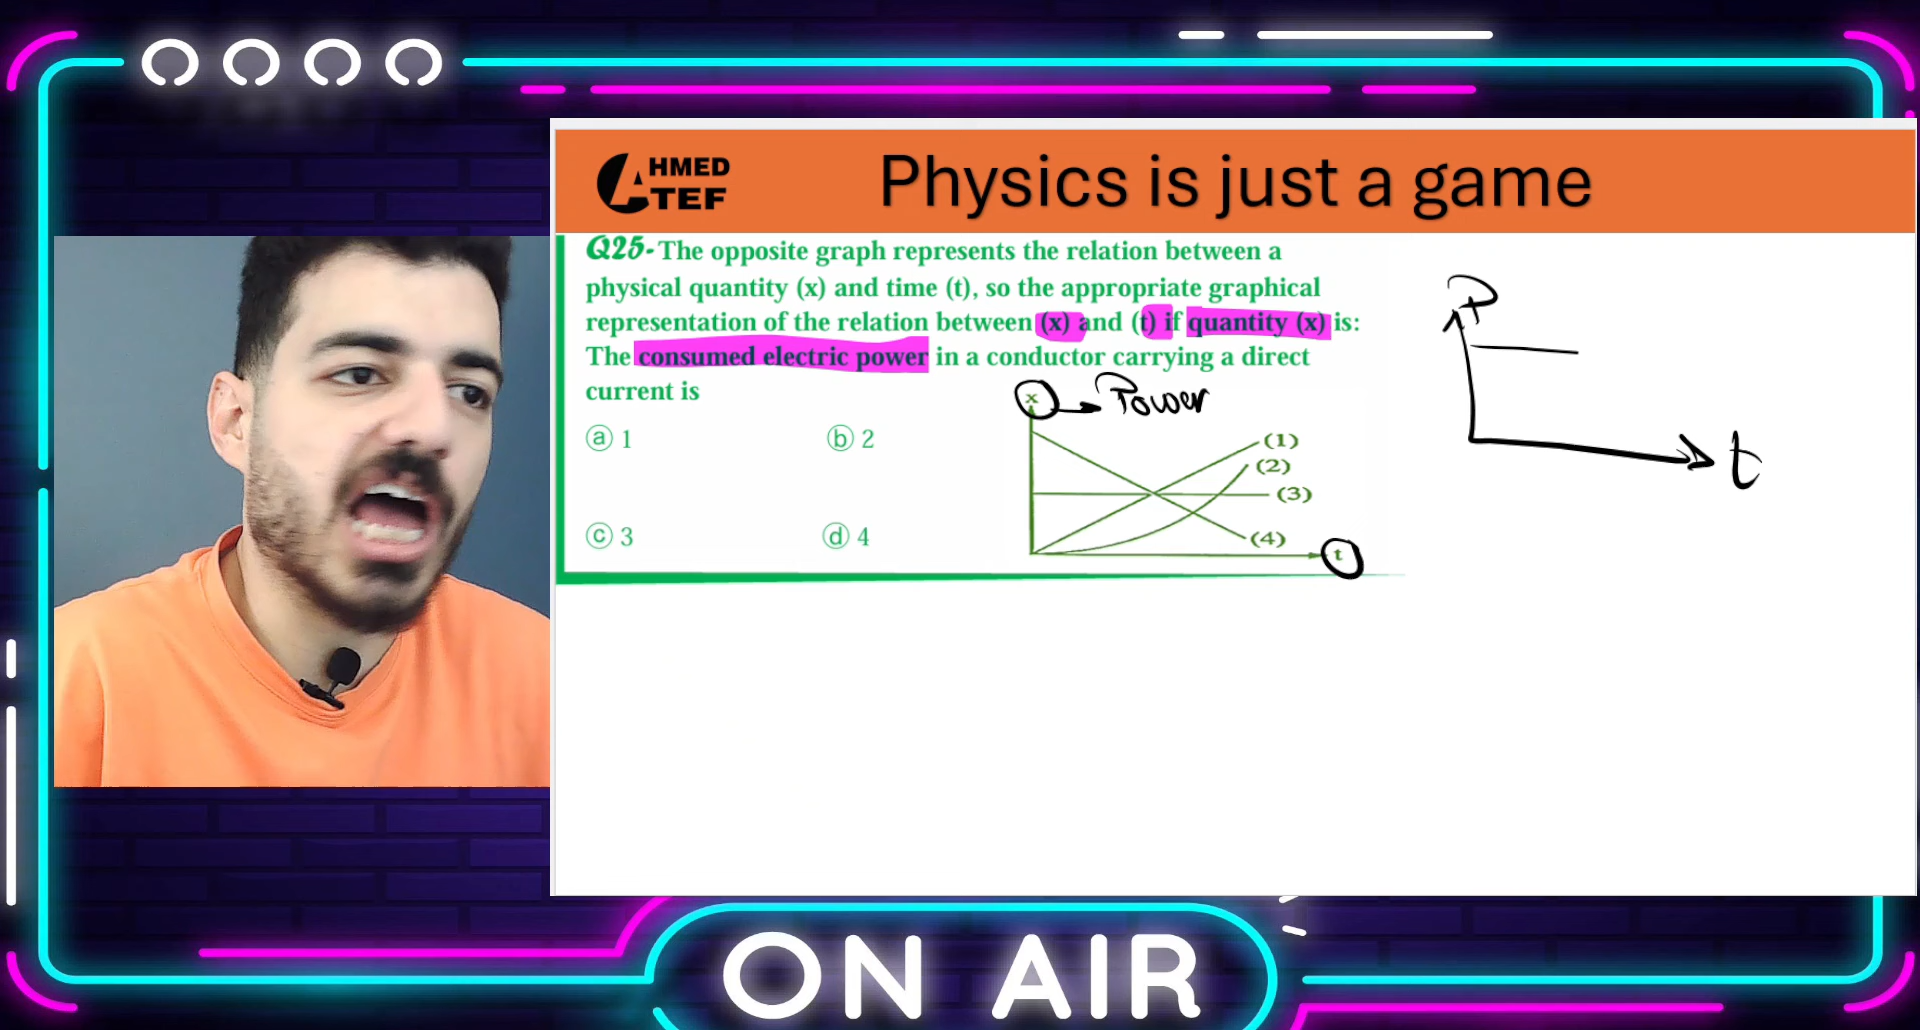 AHMED
ATEF
Physics is just a game
Q25- The opposite graph represents the relation between a
physical quantity (x) and time (t), so the appropriate graphical
representation of the relation between (x) and (t) if quantity (x) is:
The consumed electric power in a conductor carrying a direct
current is
ⓐ 1
ⓑ 2
ⓒ 3
ⓓ 4
x
Power
(1)
(2)
(3)
(4)
t
P
t
ON AIR